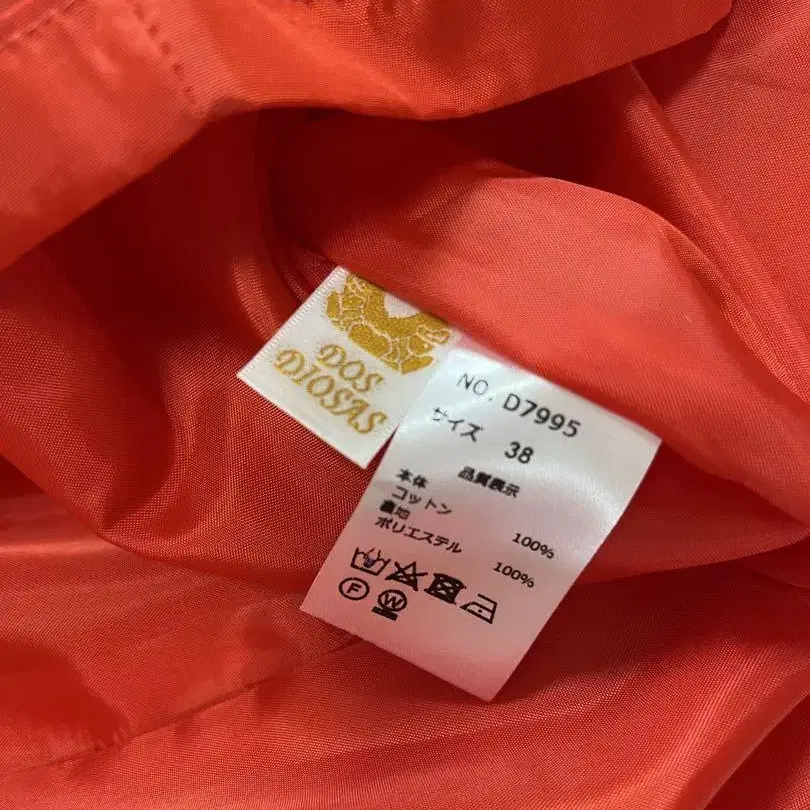 DOS
DIOSAS
NO. D7995
サイズ 38
品質表示
本体
コットン 100%
裏地
ポリエステル 100%
F W